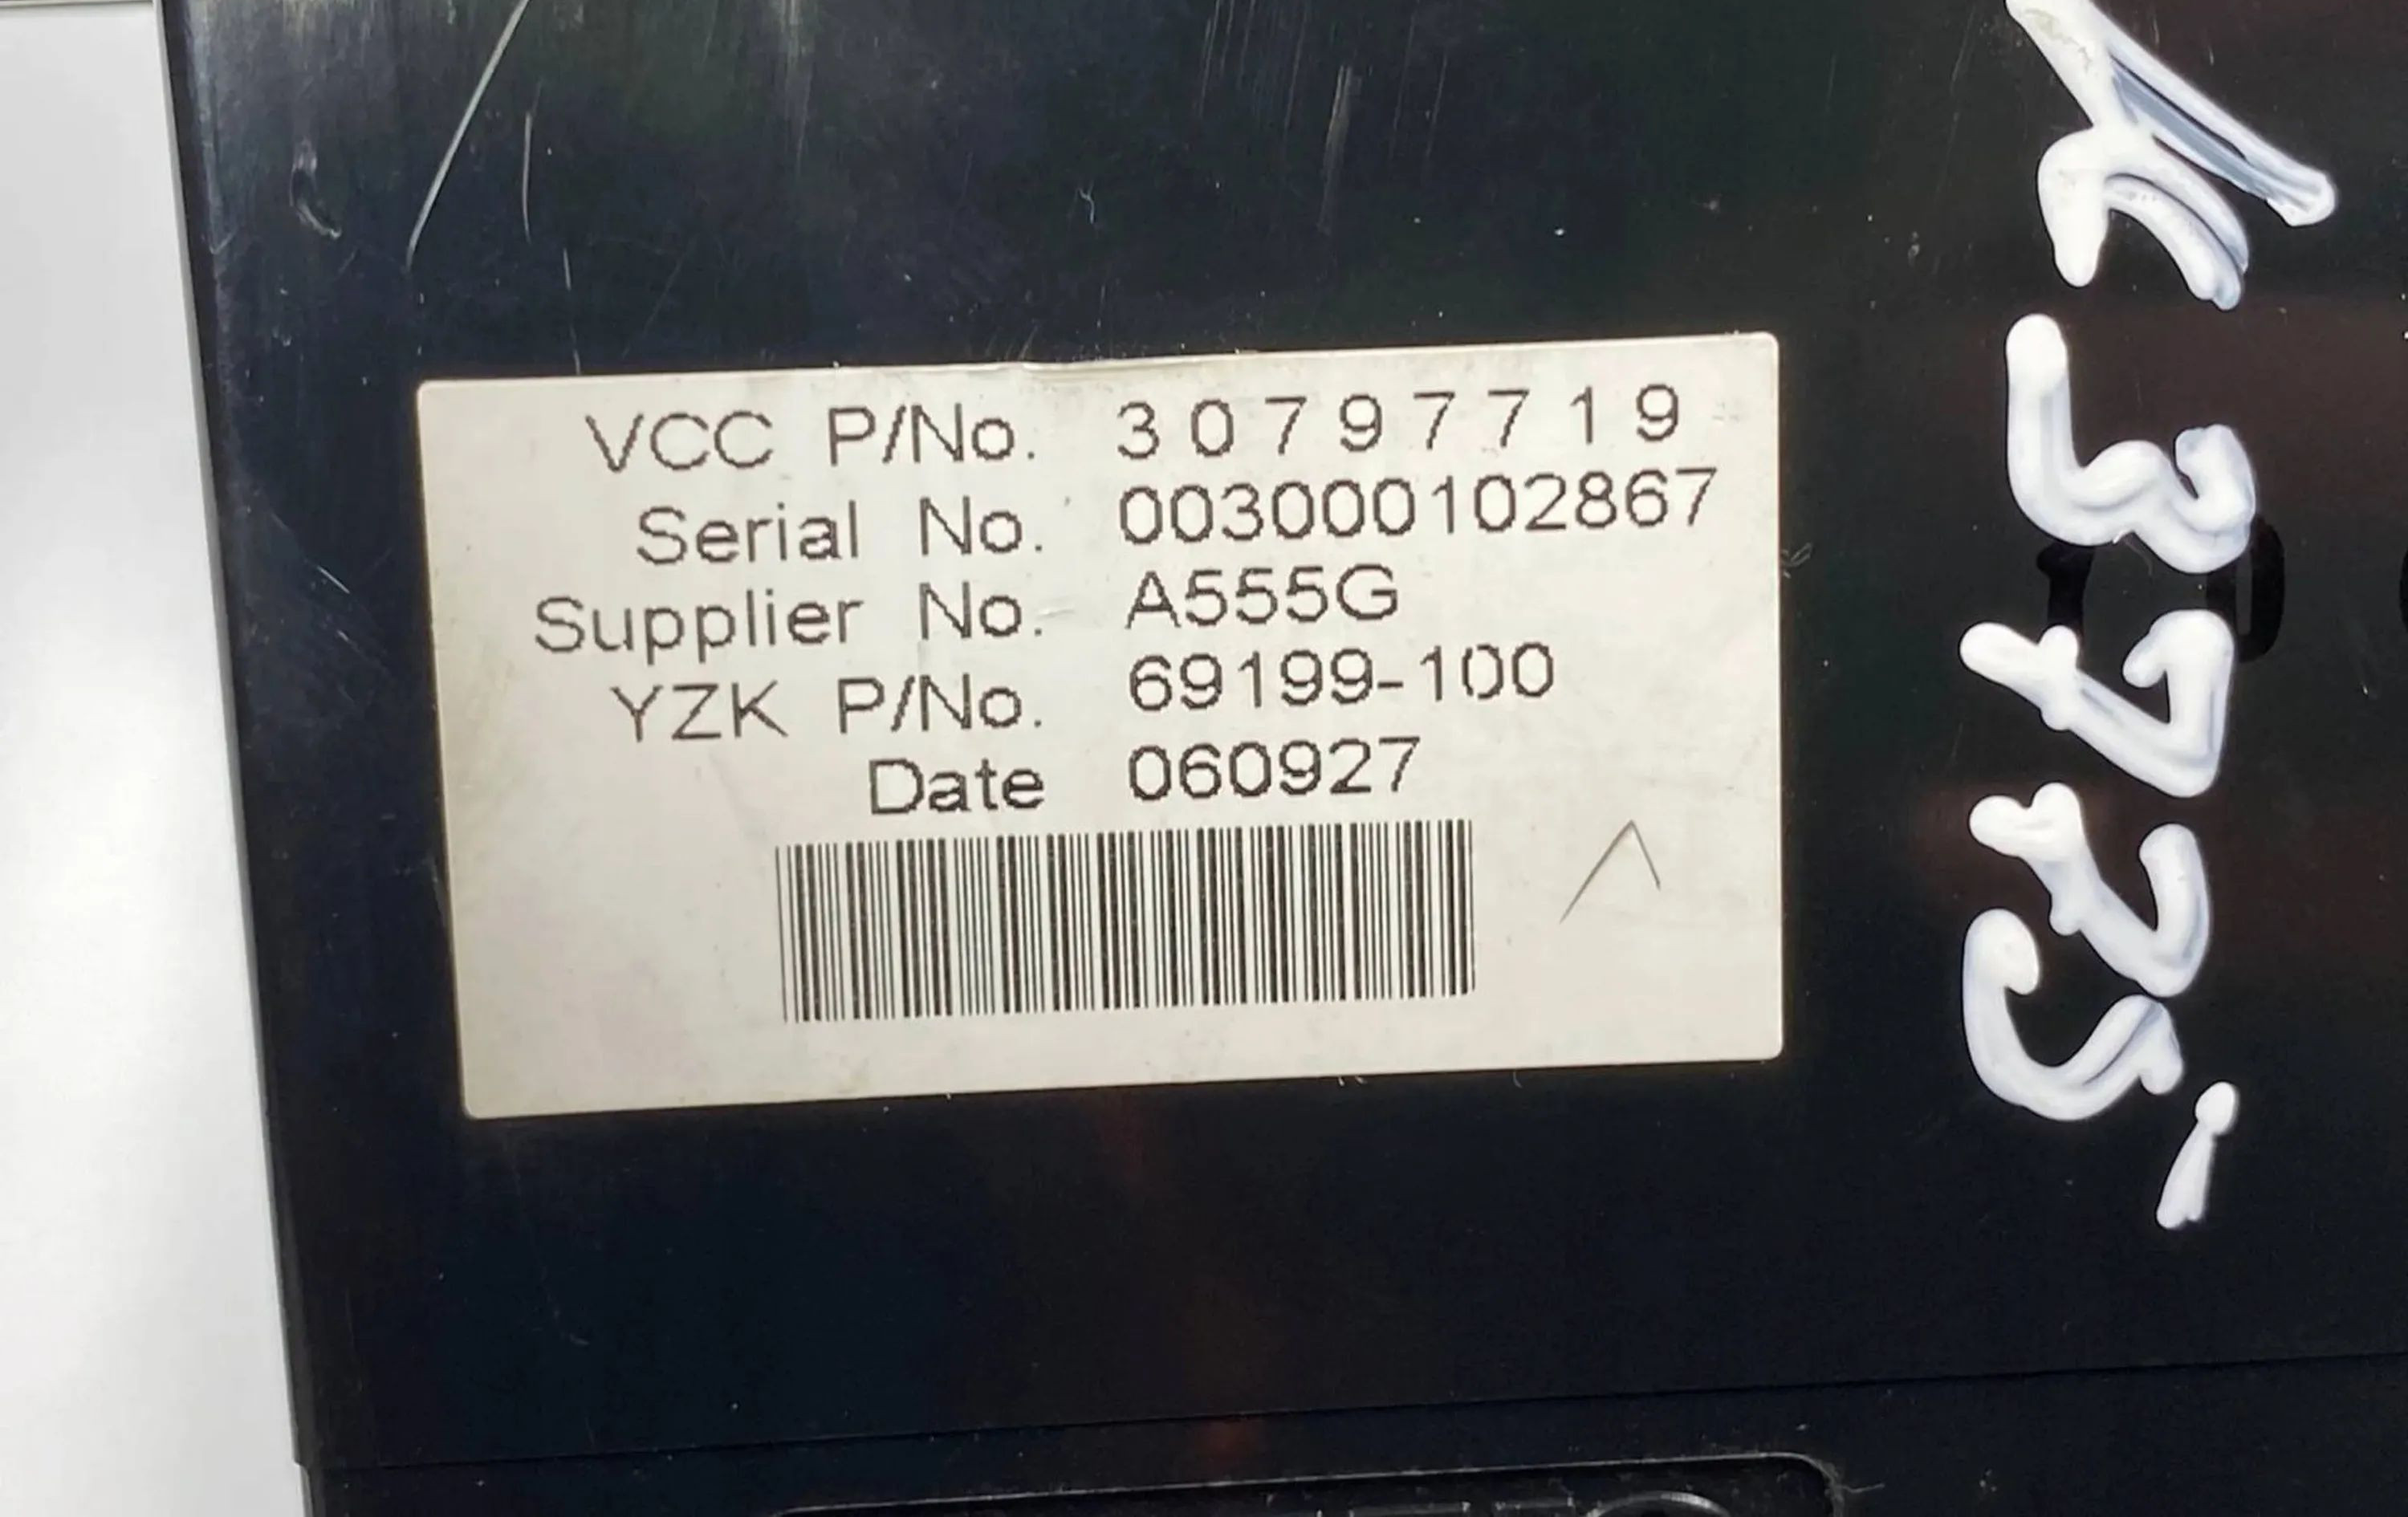 VCC P/No. 30797719
Serial No. 003000102867
Supplier No. A555G
YZK P/No. 69199-100
Date 060927